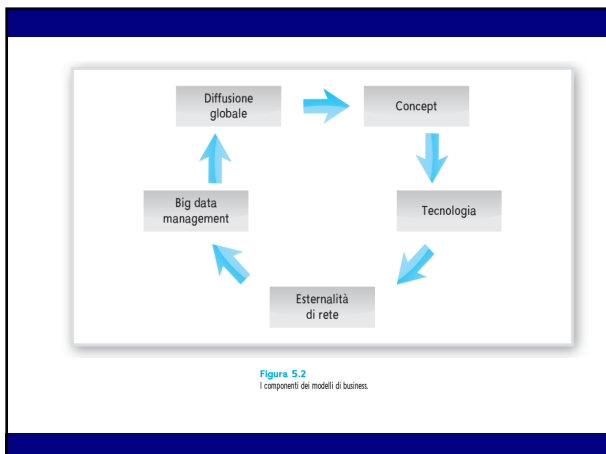 Diffusione
globale
Concept
Big data
management
Tecnologia
Esternalità
di rete
Figura 5.2
I componenti dei modelli di business.